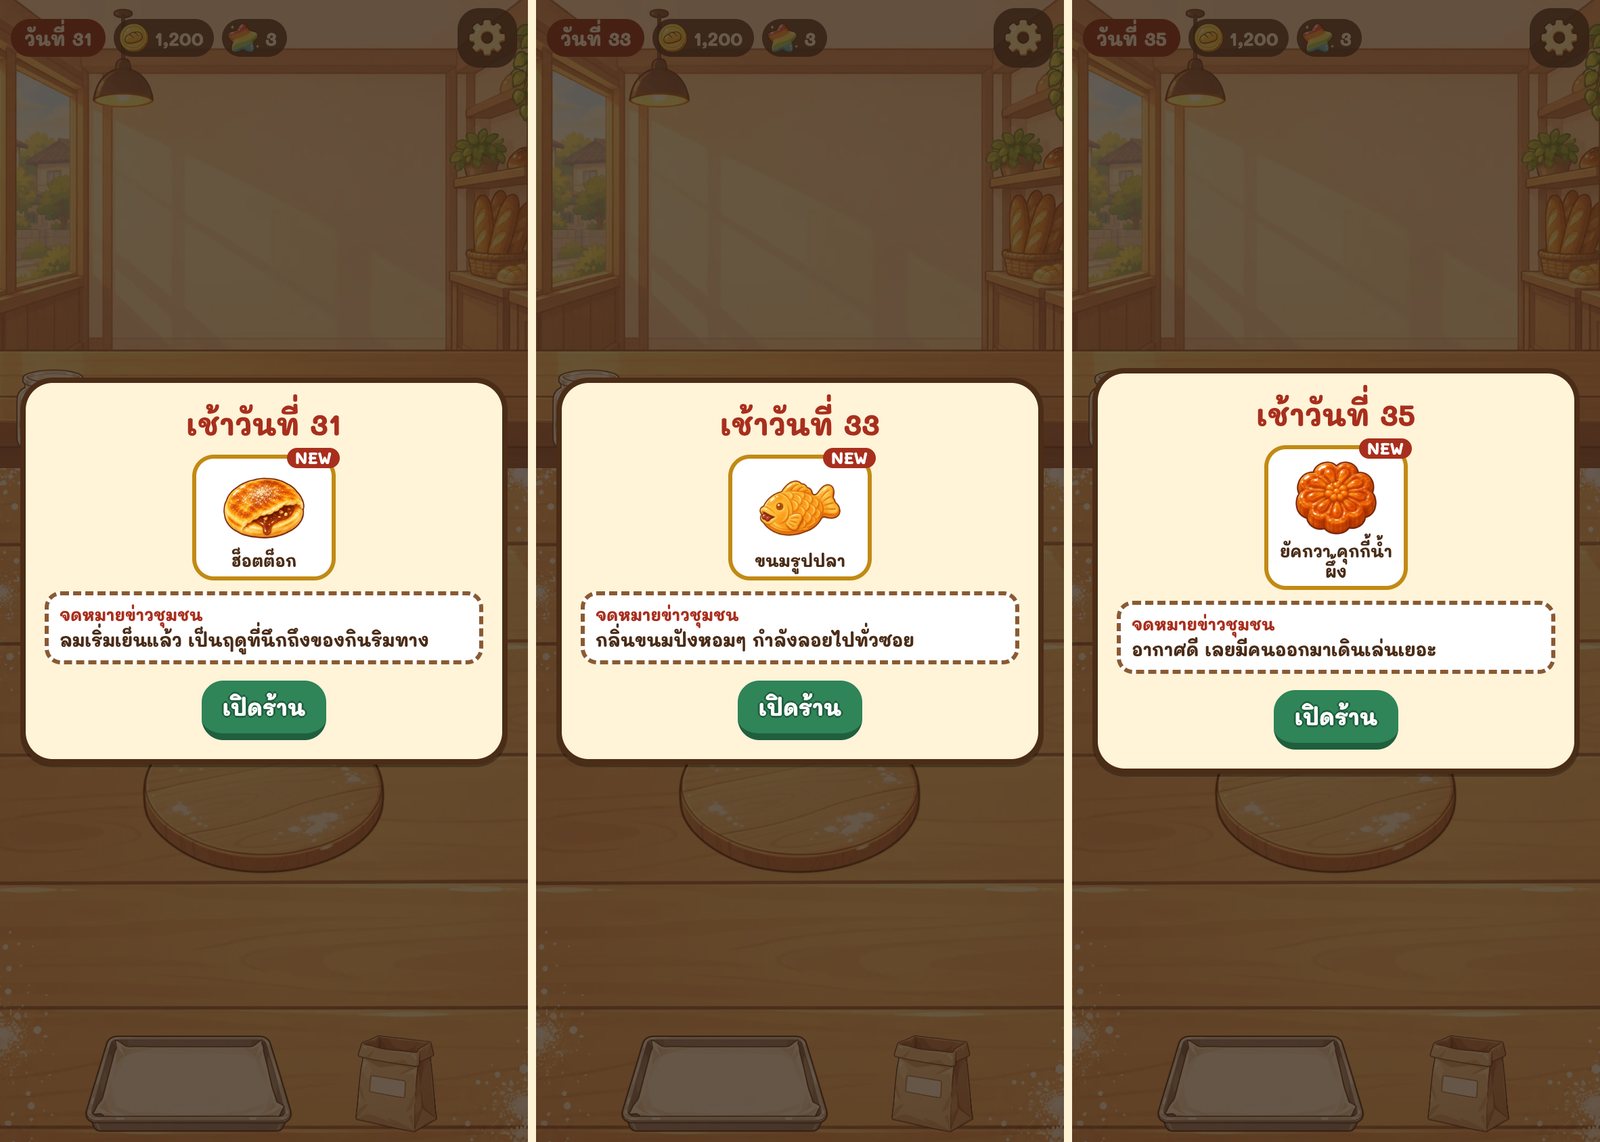 วันที่ 31
1,200
3
เช้าวันที่ 31
NEW
ฮ็อตต็อก
จดหมายข่าวชุมชน
ลมเริ่มเย็นแล้ว เป็นฤดูที่นึกถึงของกินริมทาง
เปิดร้าน
วันที่ 33
1,200
3
เช้าวันที่ 33
NEW
ขนมรูปปลา
จดหมายข่าวชุมชน
กลิ่นขนมปังหอมๆ กำลังลอยไปทั่วซอย
เปิดร้าน
วันที่ 35
1,200
3
เช้าวันที่ 35
NEW
ยัคกวา คุกกี้น้ำ
ผึ้ง
จดหมายข่าวชุมชน
อากาศดี เลยมีคนออกมาเดินเล่นเยอะ
เปิดร้าน